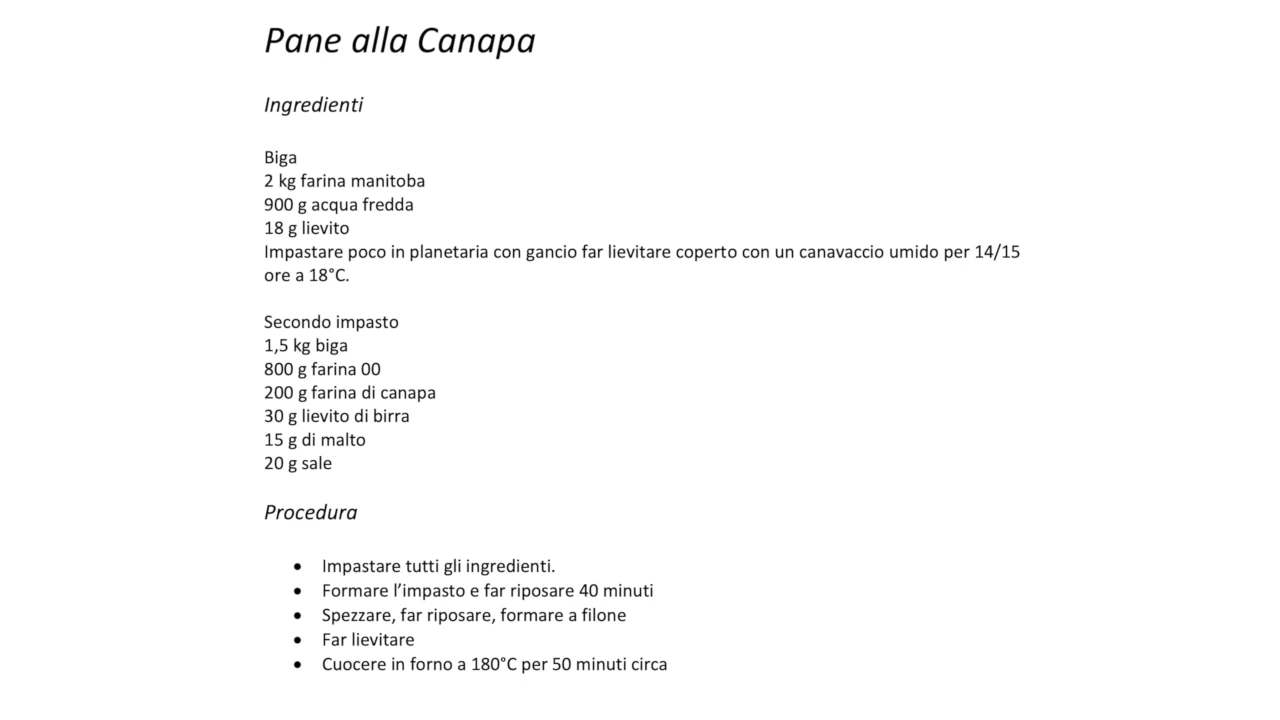 Pane alla Canapa
Ingredienti
Biga
2 kg farina manitoba
900 g acqua fredda
18 g lievito
Impastare poco in planetaria con gancio far lievitare coperto con un canavaccio umido per 14/15
ore a 18°C.
Secondo impasto
1,5 kg biga
800 g farina 00
200 g farina di canapa
30 g lievito di birra
15 g di malto
20 g sale
Procedura
• Impastare tutti gli ingredienti.
• Formare l’impasto e far riposare 40 minuti
• Spezzare, far riposare, formare a filone
• Far lievitare
• Cuocere in forno a 180°C per 50 minuti circa